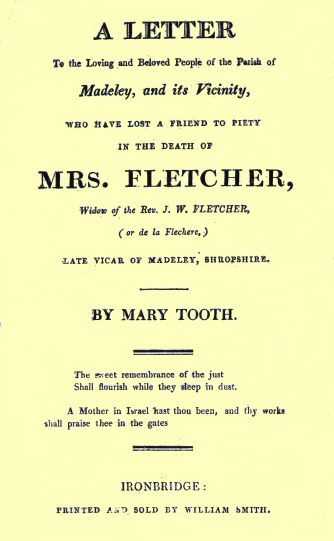 A LETTER
To the Loving and Beloved People of the Parish of
Madeley, and its Vicinity,
WHO HAVE LOST A FRIEND TO PIETY
IN THE DEATH OF
MRS. FLETCHER,
Widow of the Rev. J. W. FLETCHER,
(or de la Flechere,)
LATE VICAR OF MADELEY, SHROPSHIRE.
BY MARY TOOTH.
The sweet remembrance of the just
Shall flourish while they sleep in dust.
A Mother in Israel hast thou been, and thy works
shall praise thee in the gates
IRONBRIDGE:
PRINTED AND SOLD BY WILLIAM SMITH.